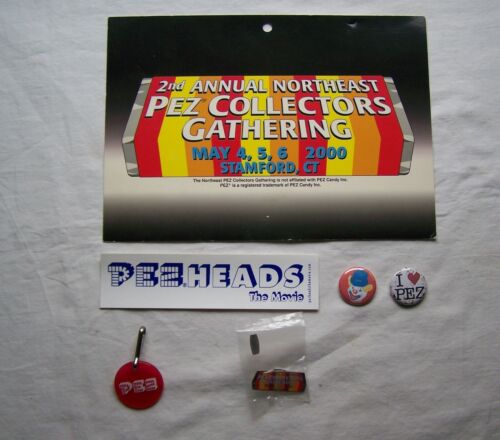 2nd ANNUAL NORTHEAST
PEZ COLLECTORS
GATHERING
MAY 4, 5, 6 2000
STAMFORD, CT
The Northeast PEZ Collectors Gathering is not affiliated with PEZ Candy Inc.
PEZ® is a registered trademark of PEZ Candy Inc.
PEZHEADS
The Movie
I ♥
PEZ
PEZ